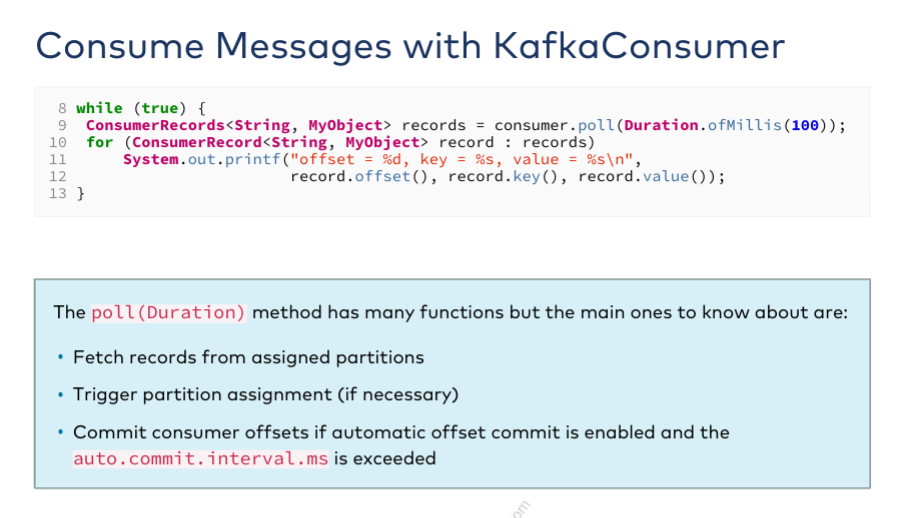 Consume Messages with KafkaConsumer
8 while (true) {
9 ConsumerRecords<String, MyObject> records = consumer.poll(Duration.ofMillis(100));
10 for (ConsumerRecord<String, MyObject> record : records)
11 System.out.printf("offset = %d, key = %s, value = %s\n",
12 record.offset(), record.key(), record.value());
13 }
The poll(Duration) method has many functions but the main ones to know about are:
• Fetch records from assigned partitions
• Trigger partition assignment (if necessary)
• Commit consumer offsets if automatic offset commit is enabled and the
auto.commit.interval.ms is exceeded
om